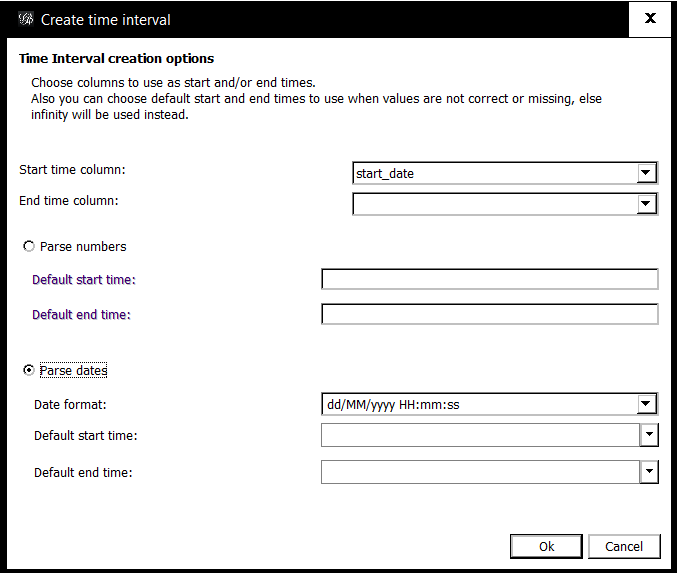 Create time interval
X
Time Interval creation options
Choose columns to use as start and/or end times.
Also you can choose default start and end times to use when values are not correct or missing, else
infinity will be used instead.
Start time column:
start_date
End time column:
Parse numbers
Default start time:
Default end time:
Parse dates
Date format:
dd/MM/yyyy HH:mm:ss
Default start time:
Default end time:
Ok
Cancel